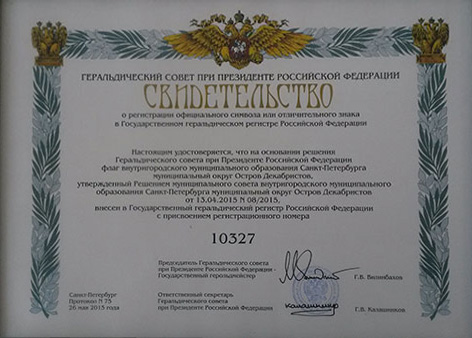 ГЕРАЛЬДИЧЕСКИЙ СОВЕТ ПРИ ПРЕЗИДЕНТЕ РОССИЙСКОЙ ФЕДЕРАЦИИ
СВИДЕТЕЛЬСТВО
о регистрации официального символа или отличительного знака
в Государственном геральдическом регистре Российской Федерации
Настоящим удостоверяется, что на основании решения
Геральдического совета при Президенте Российской Федерации
флаг внутригородского муниципального образования Санкт-Петербурга
муниципальный округ Остров Декабристов,
утвержденный Решением муниципального совета внутригородского муниципального
образования Санкт-Петербурга муниципальный округ Остров Декабристов
от 13.04.2015 N 08/2015,
внесен в Государственный геральдический регистр Российской Федерации
с присвоением регистрационного номера
10327
Председатель Геральдического совета
при Президенте Российской Федерации -
Государственный герольдмейстер
Г.В. Вилинбахов
Санкт-Петербург
Протокол N 75
26 мая 2015 года
Ответственный секретарь
Геральдического совета
при Президенте Российской Федерации
Калашников
Г.В. Калашников